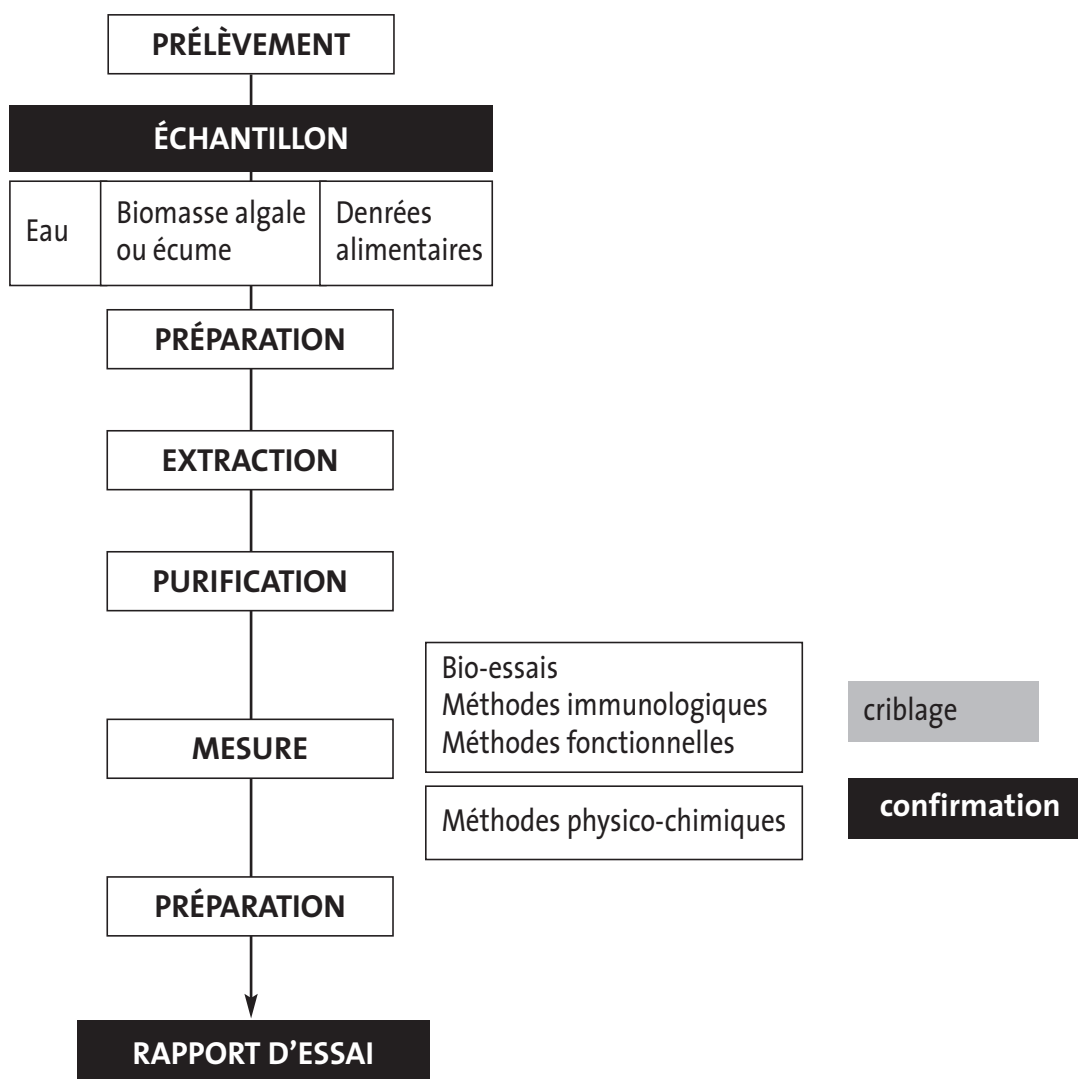 PRÉLÈVEMENT
ÉCHANTILLON
Eau
Biomasse algale
ou écume
Denrées
alimentaires
PRÉPARATION
EXTRACTION
PURIFICATION
MESURE
Bio-essais
Méthodes immunologiques
Méthodes fonctionnelles
criblage
Méthodes physico-chimiques
confirmation
PRÉPARATION
RAPPORT D'ESSAI